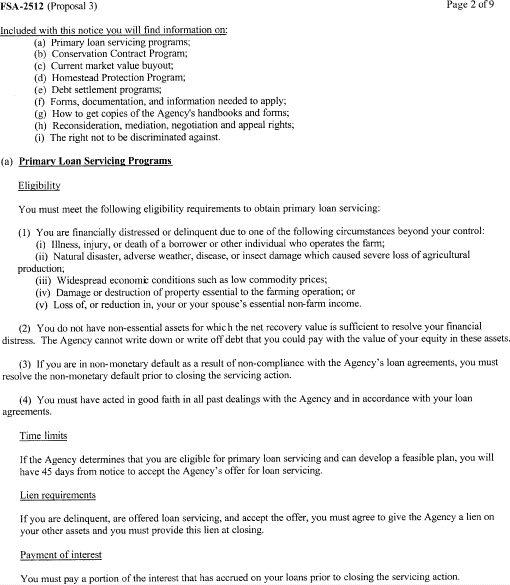 FSA-2512 (Proposal 3) Page 2 of 9
Included with this notice you will find information on:
(a) Primary loan servicing programs;
(b) Conservation Contract Program;
(c) Current market value buyout;
(d) Homestead Protection Program;
(e) Debt settlement programs;
(f) Forms, documentation, and information needed to apply;
(g) How to get copies of the Agency's handbooks and forms;
(h) Reconsideration, mediation, negotiation and appeal rights;
(i) The right not to be discriminated against.
(a) Primary Loan Servicing Programs
Eligibility
You must meet the following eligibility requirements to obtain primary loan servicing:
(1) You are financially distressed or delinquent due to one of the following circumstances beyond your control:
(i) Illness, injury, or death of a borrower or other individual who operates the farm;
(ii) Natural disaster, adverse weather, disease, or insect damage which caused severe loss of agricultural
production;
(iii) Widespread economic conditions such as low commodity prices;
(iv) Damage or destruction of property essential to the farming operation; or
(v) Loss of, or reduction in, your or your spouse's essential non-farm income.
(2) You do not have non-essential assets for which the net recovery value is sufficient to resolve your financial
distress. The Agency cannot write down or write off debt that you could pay with the value of your equity in these assets.
(3) If you are in non-monetary default as a result of non-compliance with the Agency's loan agreements, you must
resolve the non-monetary default prior to closing the servicing action.
(4) You must have acted in good faith in all past dealings with the Agency and in accordance with your loan
agreements.
Time limits
If the Agency determines that you are eligible for primary loan servicing and can develop a feasible plan, you will
have 45 days from notice to accept the Agency's offer for loan servicing.
Lien requirements
If you are delinquent, are offered loan servicing, and accept the offer, you must agree to give the Agency a lien on
your other assets and you must provide this lien at closing.
Payment of interest
You must pay a portion of the interest that has accrued on your loans prior to closing the servicing action.